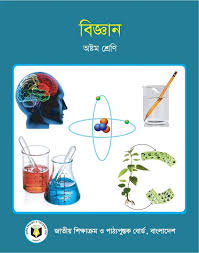 বিজ্ঞান
অষ্টম শ্রেণি
জাতীয় শিক্ষাক্রম ও পাঠ্যপুস্তক বোর্ড, বাংলাদেশ